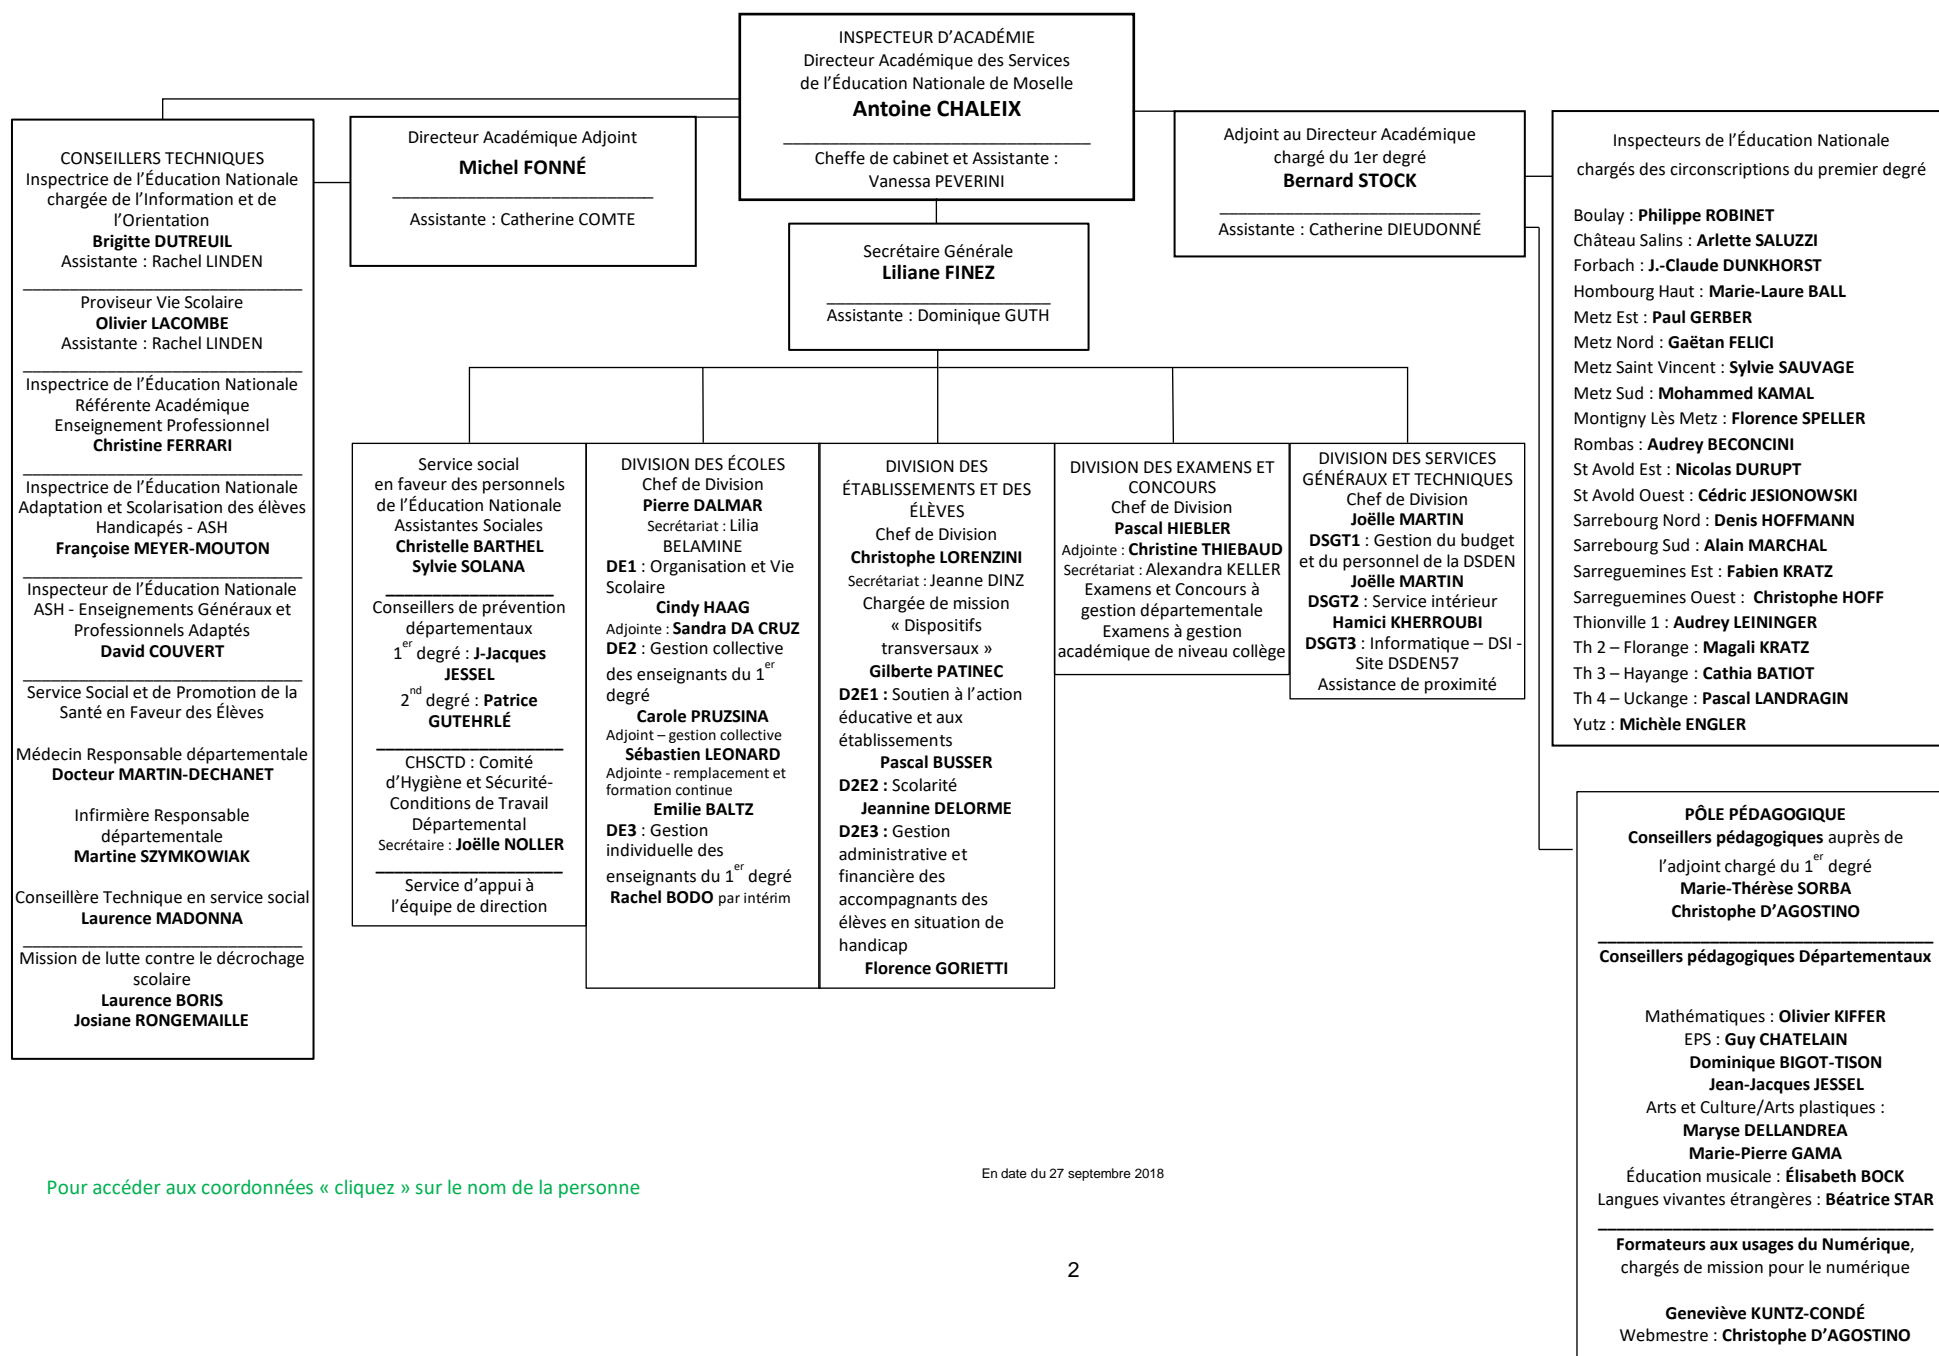 INSPECTEUR D’ACADÉMIE
Directeur Académique des Services
de l’Éducation Nationale de Moselle
Antoine CHALEIX
Cheffe de cabinet et Assistante :
Vanessa PEVERINI
CONSEILLERS TECHNIQUES
Inspectrice de l’Éducation Nationale
chargée de l’Information et de
l’Orientation
Brigitte DUTREUIL
Assistante : Rachel LINDEN
Proviseur Vie Scolaire
Olivier LACOMBE
Assistante : Rachel LINDEN
Inspectrice de l’Éducation Nationale
Référente Académique
Enseignement Professionnel
Christine FERRARI
Inspectrice de l’Éducation Nationale
Adaptation et Scolarisation des élèves
Handicapés - ASH
Françoise MEYER-MOUTON
Inspecteur de l’Éducation Nationale
ASH - Enseignements Généraux et
Professionnels Adaptés
David COUVERT
Service Social et de Promotion de la
Santé en Faveur des Élèves
Médecin Responsable départementale
Docteur MARTIN-DECHANET
Infirmière Responsable
départementale
Martine SZYMKOWIAK
Conseillère Technique en service social
Laurence MADONNA
Mission de lutte contre le décrochage
scolaire
Laurence BORIS
Josiane RONGEMAILLE
Directeur Académique Adjoint
Michel FONNÉ
Assistante : Catherine COMTE
Secrétaire Générale
Liliane FINEZ
Assistante : Dominique GUTH
Adjoint au Directeur Académique
chargé du 1er degré
Bernard STOCK
Assistante : Catherine DIEUDONNÉ
Inspecteurs de l’Éducation Nationale
chargés des circonscriptions du premier degré
Boulay : Philippe ROBINET
Château Salins : Arlette SALUZZI
Forbach : J.-Claude DUNKHORST
Hombourg Haut : Marie-Laure BALL
Metz Est : Paul GERBER
Metz Nord : Gaëtan FELICI
Metz Saint Vincent : Sylvie SAUVAGE
Metz Sud : Mohammed KAMAL
Montigny Lès Metz : Florence SPELLER
Rombas : Audrey BECONCINI
St Avold Est : Nicolas DURUPT
St Avold Ouest : Cédric JESIONOWSKI
Sarrebourg Nord : Denis HOFFMANN
Sarrebourg Sud : Alain MARCHAL
Sarreguemines Est : Fabien KRATZ
Sarreguemines Ouest : Christophe HOFF
Thionville 1 : Audrey LEININGER
Th 2 – Florange : Magali KRATZ
Th 3 – Hayange : Cathia BATIOT
Th 4 – Uckange : Pascal LANDRAGIN
Yutz : Michèle ENGLER
Service social
en faveur des personnels
de l’Éducation Nationale
Assistantes Sociales
Christelle BARTHEL
Sylvie SOLANA
Conseillers de prévention
départementaux
1er degré : J-Jacques
JESSEL
2nd degré : Patrice
GUTEHRLÉ
CHSCTD : Comité
d’Hygiène et Sécurité-
Conditions de Travail
Départemental
Secrétaire : Joëlle NOLLER
Service d’appui à
l’équipe de direction
DIVISION DES ÉCOLES
Chef de Division
Pierre DALMAR
Secrétariat : Lilia
BELAMINE
DE1 : Organisation et Vie
Scolaire
Cindy HAAG
Adjointe : Sandra DA CRUZ
DE2 : Gestion collective
des enseignants du 1er
degré
Carole PRUZSINA
Adjoint – gestion collective
Sébastien LEONARD
Adjointe - remplacement et
formation continue
Emilie BALTZ
DE3 : Gestion
individuelle des
enseignants du 1er degré
Rachel BODO par intérim
DIVISION DES
ÉTABLISSEMENTS ET DES
ÉLÈVES
Chef de Division
Christophe LORENZINI
Secrétariat : Jeanne DINZ
Chargée de mission
« Dispositifs
transversaux »
Gilberte PATINEC
D2E1 : Soutien à l’action
éducative et aux
établissements
Pascal BUSSER
D2E2 : Scolarité
Jeannine DELORME
D2E3 : Gestion
administrative et
financière des
accompagnants des
élèves en situation de
handicap
Florence GORIETTI
DIVISION DES EXAMENS ET
CONCOURS
Chef de Division
Pascal HIEBLER
Adjointe : Christine THIEBAUD
Secrétariat : Alexandra KELLER
Examens et Concours à
gestion départementale
Examens à gestion
académique de niveau collège
DIVISION DES SERVICES
GÉNÉRAUX ET TECHNIQUES
Chef de Division
Joëlle MARTIN
DSGT1 : Gestion du budget
et du personnel de la DSDEN
Joëlle MARTIN
DSGT2 : Service intérieur
Hamici KHERROUBI
DSGT3 : Informatique – DSI -
Site DSDEN57
Assistance de proximité
PÔLE PÉDAGOGIQUE
Conseillers pédagogiques auprès de
l’adjoint chargé du 1er degré
Marie-Thérèse SORBA
Christophe D’AGOSTINO
Conseillers pédagogiques Départementaux
Mathématiques : Olivier KIFFER
EPS : Guy CHATELAIN
Dominique BIGOT-TISON
Jean-Jacques JESSEL
Arts et Culture/Arts plastiques :
Maryse DELLANDREA
Marie-Pierre GAMA
Éducation musicale : Élisabeth BOCK
Langues vivantes étrangères : Béatrice STAR
Formateurs aux usages du Numérique,
chargés de mission pour le numérique
Geneviève KUNTZ-CONDÉ
Webmestre : Christophe D’AGOSTINO
Pour accéder aux coordonnées « cliquez » sur le nom de la personne
En date du 27 septembre 2018
2